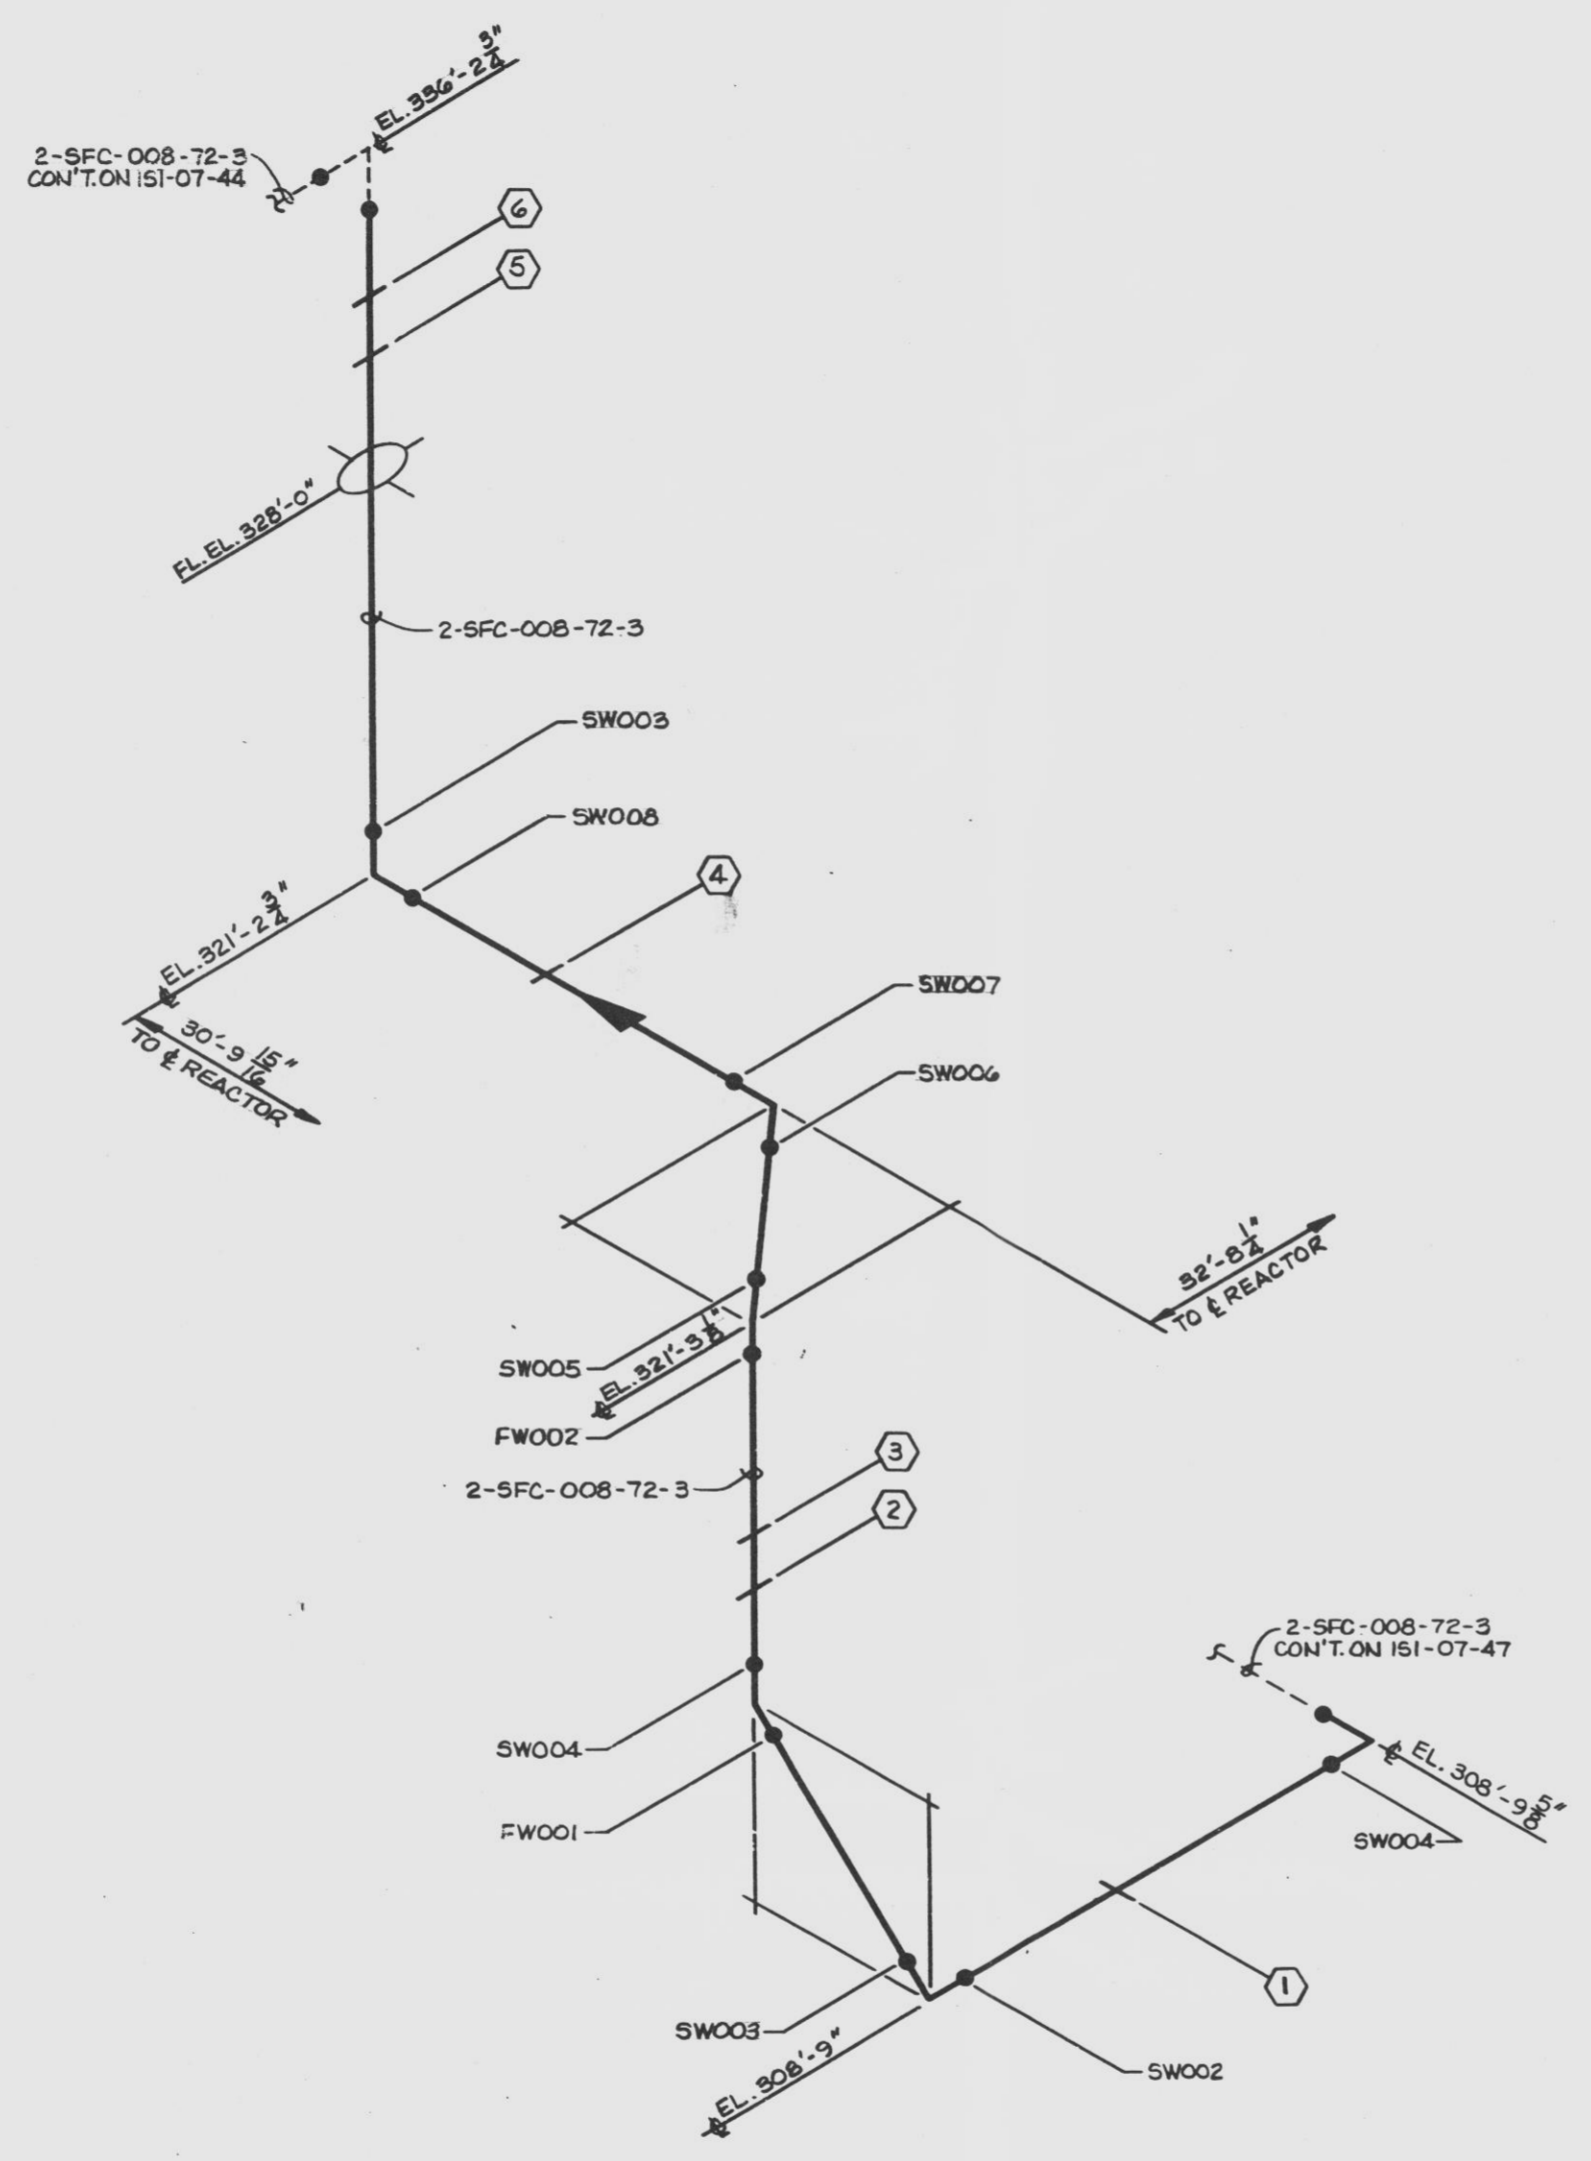 EL. 336'-2 3/4"
2-SFC-008-72-3
CON'T. ON ISI-07-44
6
5
FL. EL. 328'-0"
2-SFC-008-72-3
SW003
SW008
4
EL. 321'-2 3/4"
30'-9 15/16"
TO ℄ REACTOR
SW007
SW006
32'-8 1/4"
TO ℄ REACTOR
SW005
EL. 321'-3 1/8"
FW002
3
2-SFC-008-72-3
2
2-SFC-008-72-3
CON'T. ON ISI-07-47
SW004
℄ EL. 308'-9 5/8"
FW001
SW004
1
SW003
EL. 308'-9"
SW002